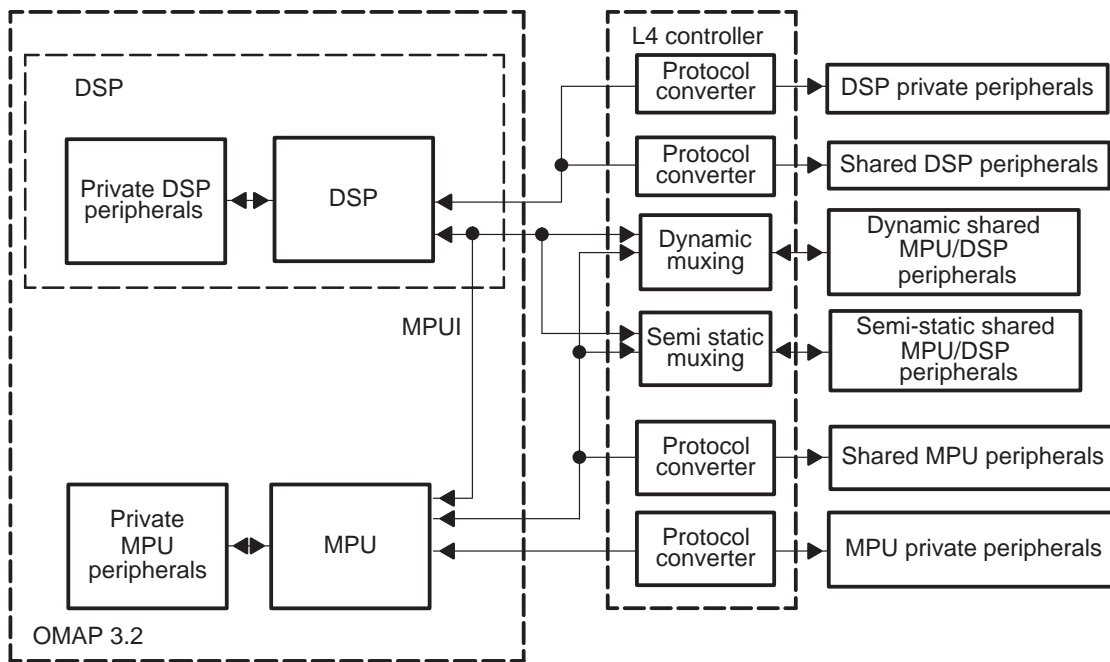 L4 controller
DSP
Protocol
converter
DSP private peripherals
Protocol
converter
Shared DSP peripherals
Private DSP
peripherals
DSP
Dynamic
muxing
Dynamic shared
MPU/DSP
peripherals
MPUI
Semi static
muxing
Semi-static shared
MPU/DSP
peripherals
Protocol
converter
Shared MPU peripherals
Private
MPU
peripherals
MPU
Protocol
converter
MPU private peripherals
OMAP 3.2